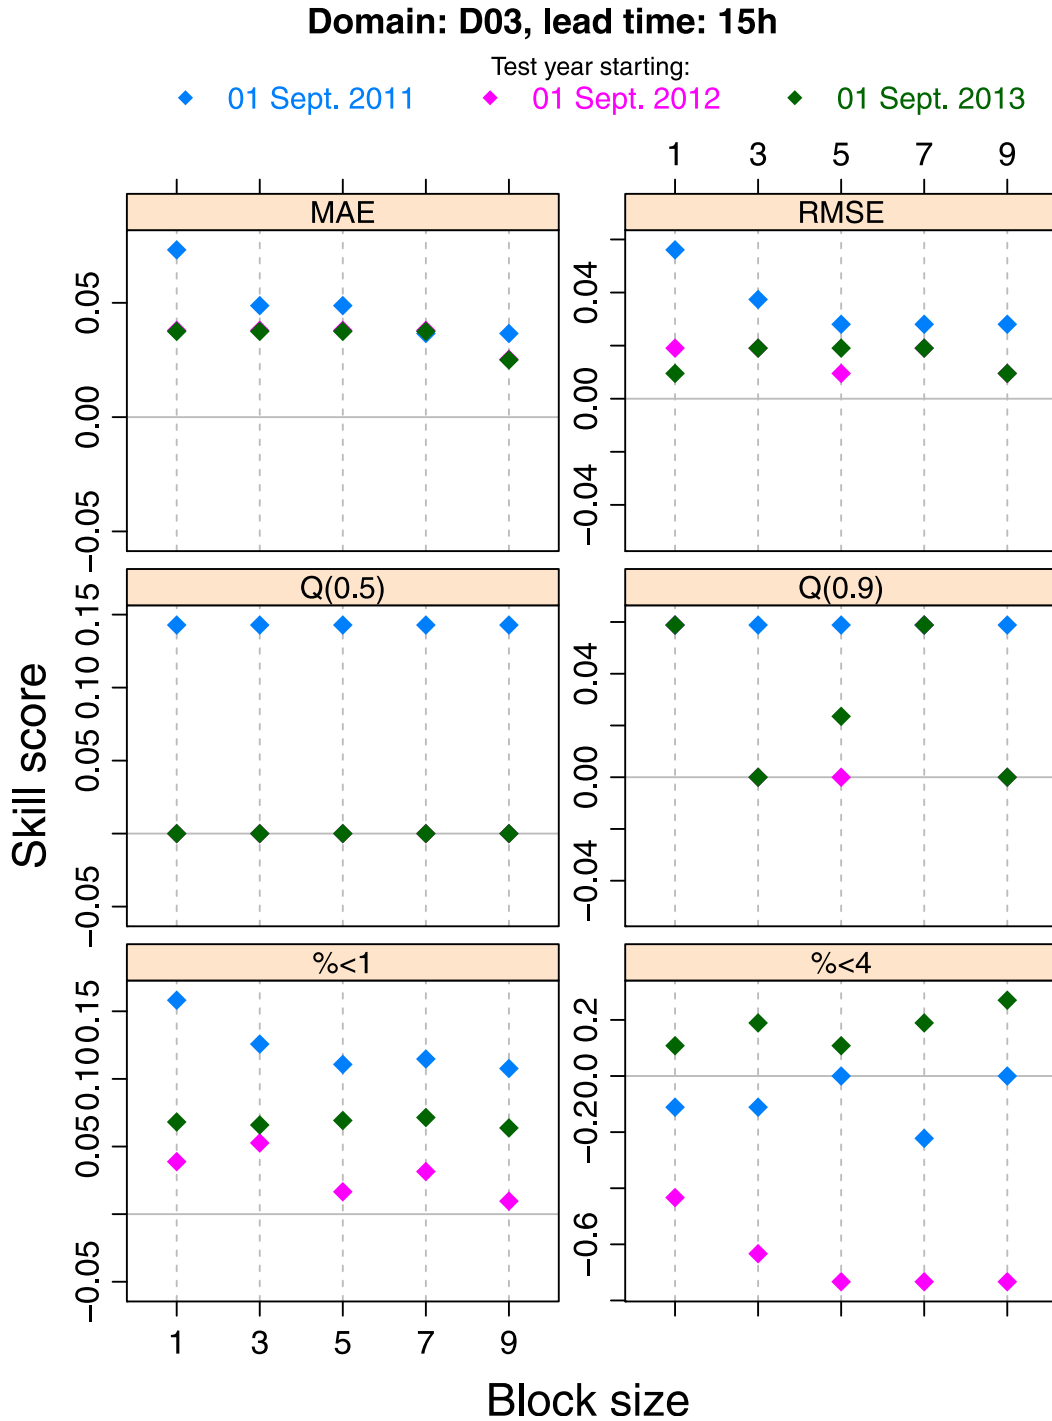 Domain: D03, lead time: 15h
Test year starting:
01 Sept. 2011 01 Sept. 2012 01 Sept. 2013
1 3 5 7 9
MAE RMSE
0.05
0.00
−0.05
0.04
0.00
−0.04
Q(0.5) Q(0.9)
0.15
0.10
0.05
−0.05
0.04
0.00
−0.04
%<1 %<4
0.15
0.10
0.05
−0.05
0.2
0.0
−0.2
−0.6
1 3 5 7 9
Skill score
Block size